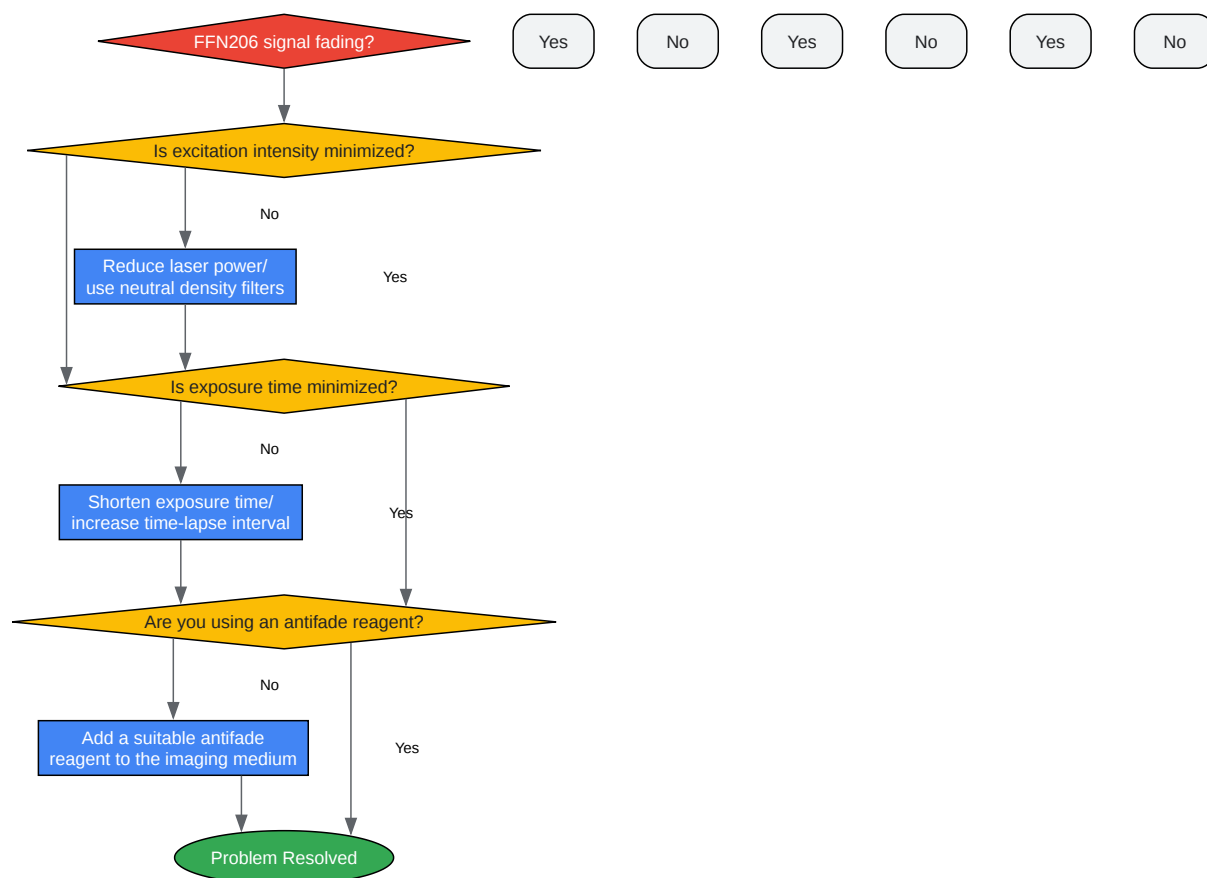 FFN206 signal fading?
Yes
No
Yes
No
Yes
No
Is excitation intensity minimized?
No
Reduce laser power/
use neutral density filters
Yes
Is exposure time minimized?
No
Shorten exposure time/
increase time-lapse interval
Yes
Are you using an antifade reagent?
No
Add a suitable antifade
reagent to the imaging medium
Yes
Problem Resolved